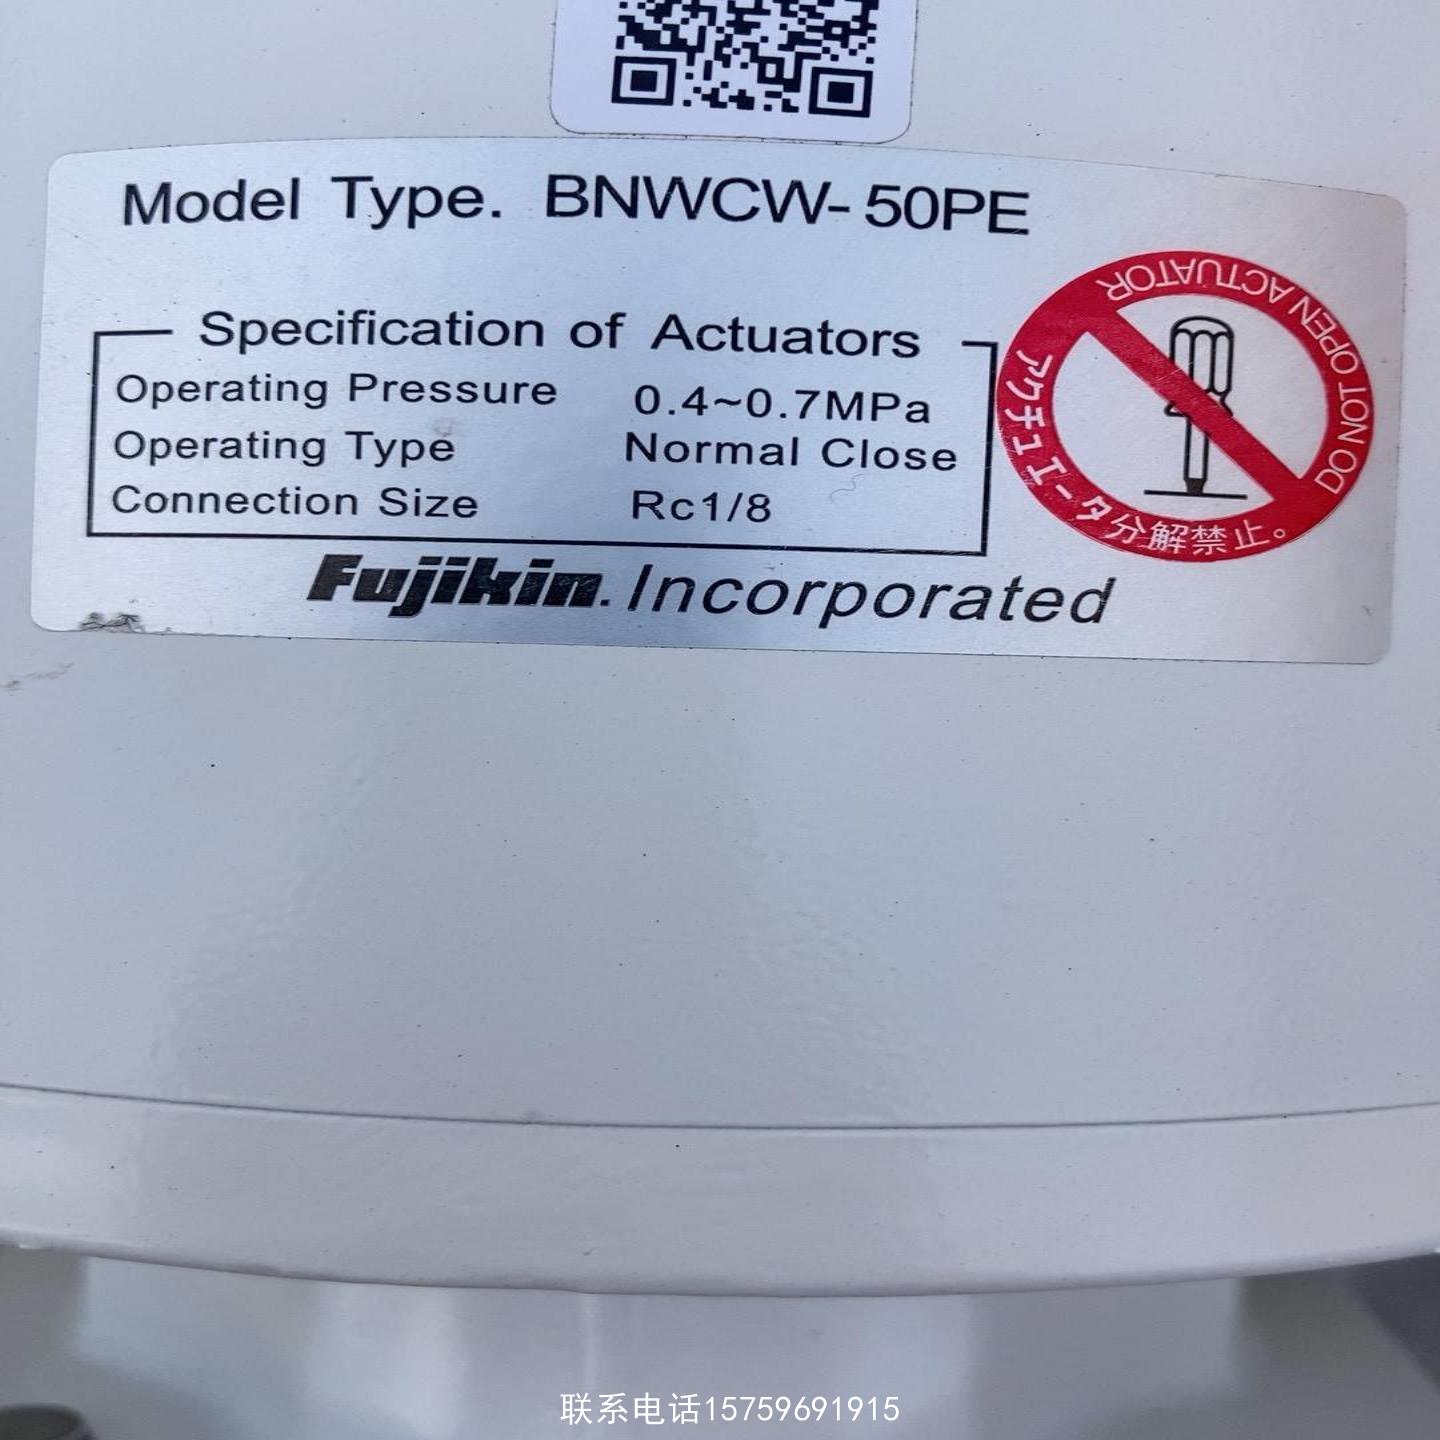 Model Type. BNWCW-50PE
Specification of Actuators
Operating Pressure 0.4~0.7MPa
Operating Type Normal Close
Connection Size Rc1/8
Fujikin. Incorporated
DO NOT OPEN ACTUATOR
アクチュエータ分解禁止。
联系电话15759691915